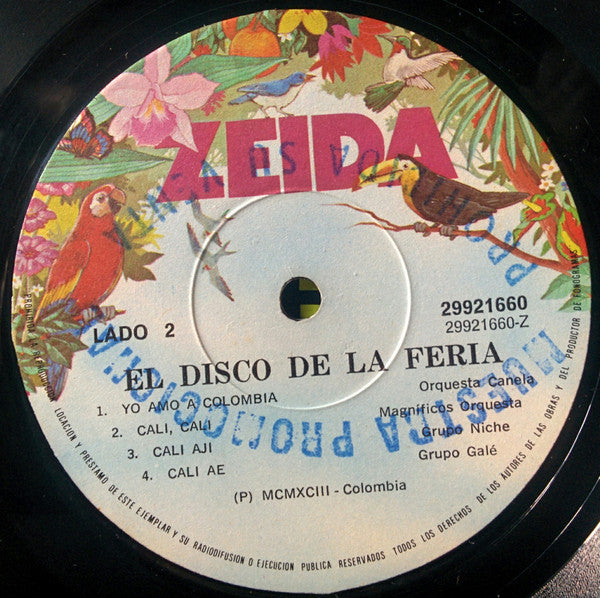 ZEIDA
PROHIBIDA SU VENTA
LADO 2
29921660
29921660-Z
EL DISCO DE LA FERIA
1. YO AMO A COLOMBIA Orquesta Canela
2. CALI, CALI Magníficos Orquesta
3. CALI AJI Grupo Niche
4. CALI AE Grupo Galé
MUESTRA PROMOCIONAL
(P) MCMXCIII - Colombia
LOCACION Y PRESTAMO DE ESTE EJEMPLAR Y SU RADIODIFUSION O EJECUCION PUBLICA RESERVADOS TODOS LOS DERECHOS DE LOS AUTORES DE LAS OBRAS Y DEL PRODUCTOR DE FONOGRAMAS